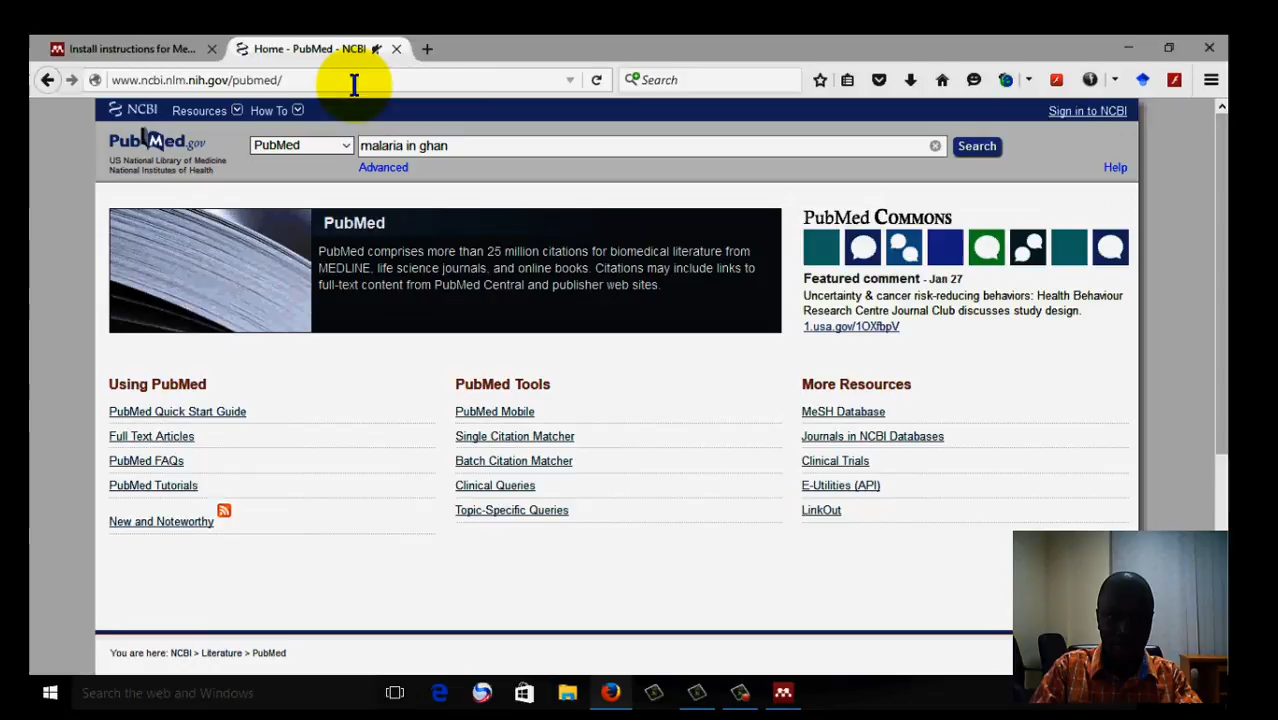 Install instructions for Me...
Home - PubMed - NCBI
www.ncbi.nlm.nih.gov/pubmed/
Search
NCBI Resources How To
Sign in to NCBI
PubMed.gov
US National Library of Medicine
National Institutes of Health
PubMed
malaria in ghan
Search
Advanced
Help
PubMed
PubMed comprises more than 25 million citations for biomedical literature from
MEDLINE, life science journals, and online books. Citations may include links to
full-text content from PubMed Central and publisher web sites.
PubMed COMMONS
Featured comment - Jan 27
Uncertainty & cancer risk-reducing behaviors: Health Behaviour
Research Centre Journal Club discusses study design.
1.usa.gov/1OXfbpV
Using PubMed
PubMed Quick Start Guide
Full Text Articles
PubMed FAQs
PubMed Tutorials
New and Noteworthy
PubMed Tools
PubMed Mobile
Single Citation Matcher
Batch Citation Matcher
Clinical Queries
Topic-Specific Queries
More Resources
MeSH Database
Journals in NCBI Databases
Clinical Trials
E-Utilities (API)
LinkOut
You are here: NCBI > Literature > PubMed
Search the web and Windows